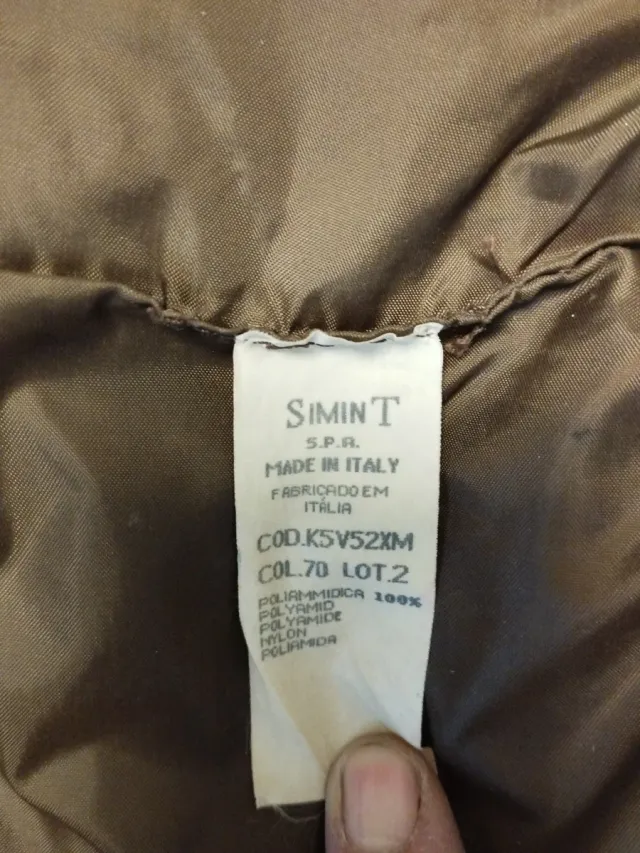 SIMINT
S.P.A.
MADE IN ITALY
FABRICADO EM
ITÁLIA
COD.K5V52XM
COL.70 LOT.2
POLIAMMIDICA 100%
POLYAMID
POLYAMIDE
NYLON
POLIAMIDA